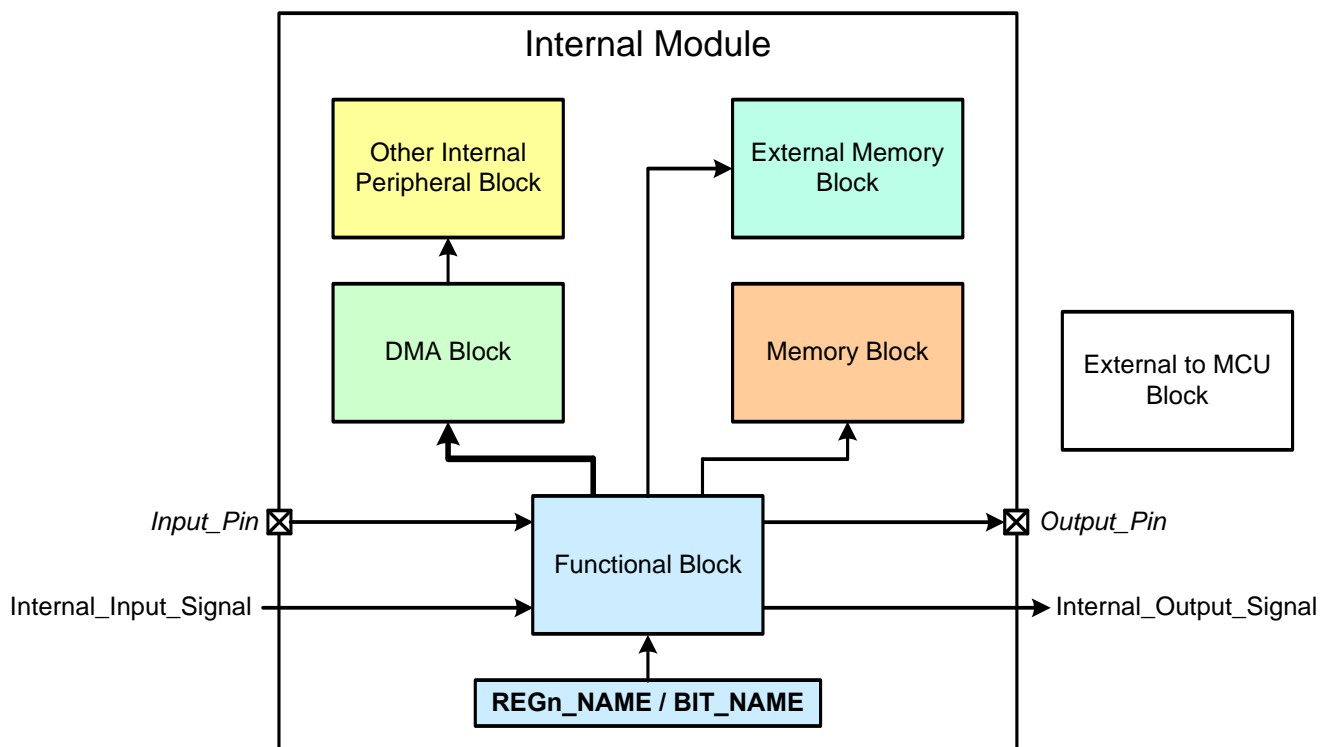 Internal Module
Other Internal
Peripheral Block
External Memory
Block
DMA Block
Memory Block
External to MCU
Block
Input_Pin
Output_Pin
Functional Block
Internal_Input_Signal
Internal_Output_Signal
REGn_NAME / BIT_NAME